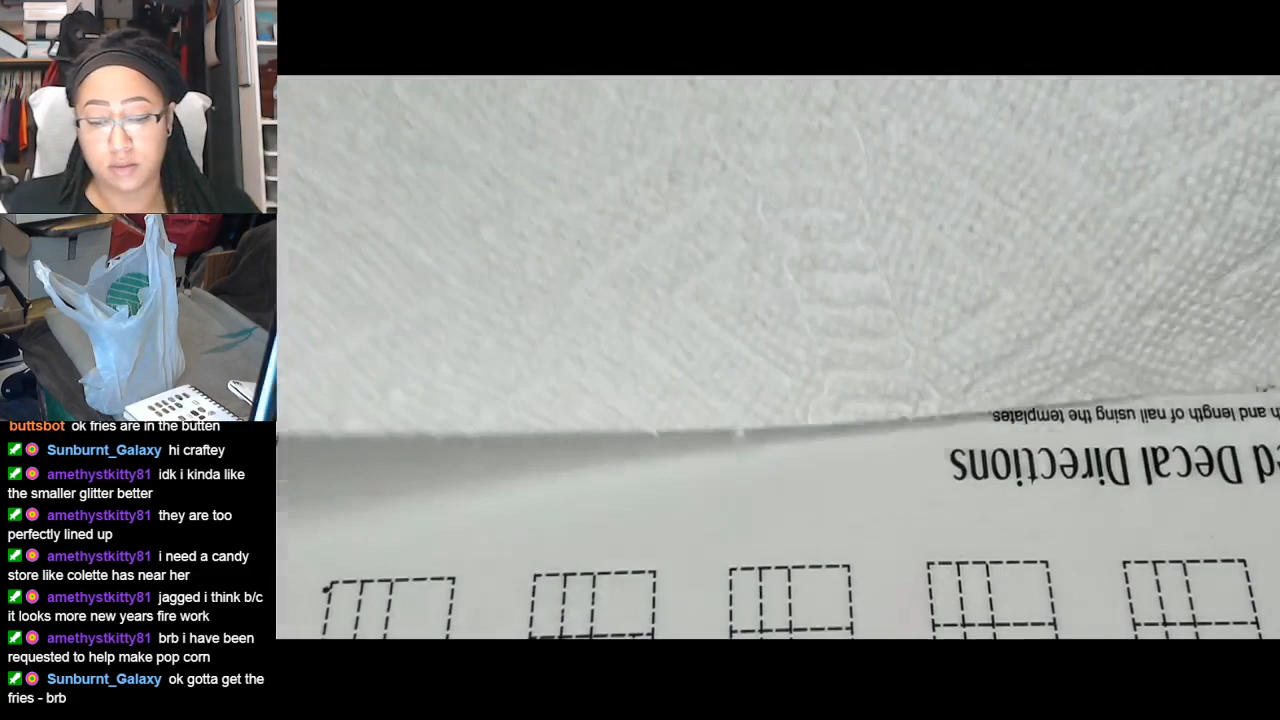 buttsbot ok fries are in the butten
Sunburnt_Galaxy hi craftey
amethystkitty81 idk i kinda like
the smaller glitter better
amethystkitty81 they are too
perfectly lined up
amethystkitty81 i need a candy
store like colette has near her
amethystkitty81 jagged i think b/c
it looks more new years fire work
amethystkitty81 brb i have been
requested to help make pop corn
Sunburnt_Galaxy ok gotta get the
fries - brb
Decal Directions
and length of nail using the templates